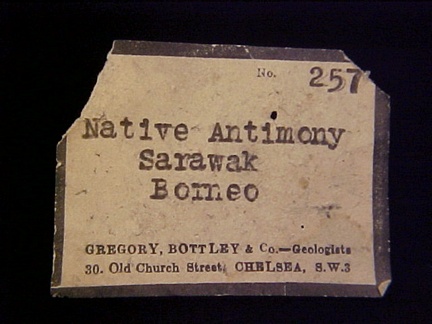 No. 257
Native Antimony
Sarawak
Borneo
GREGORY, BOTTLEY & Co.—Geologists
30. Old Church Street, CHELSEA, S.W.3